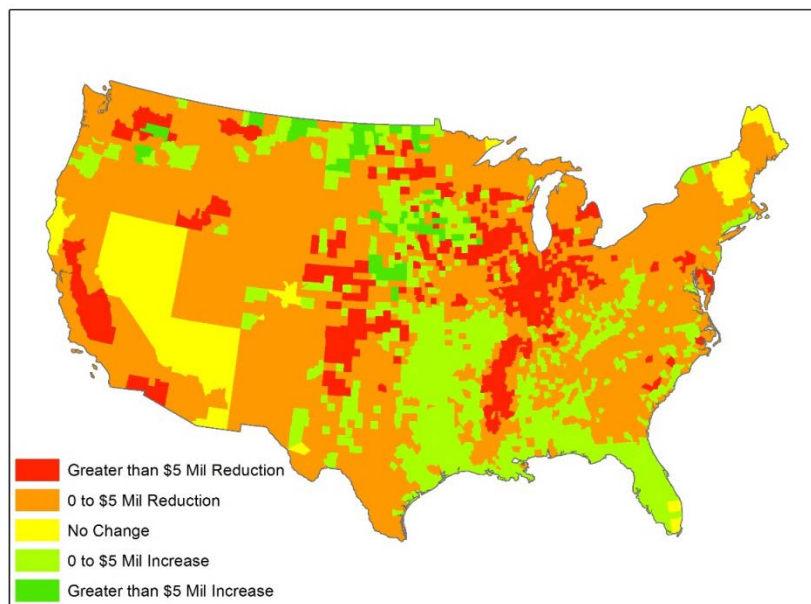 Greater than $5 Mil Reduction
0 to $5 Mil Reduction
No Change
0 to $5 Mil Increase
Greater than $5 Mil Increase